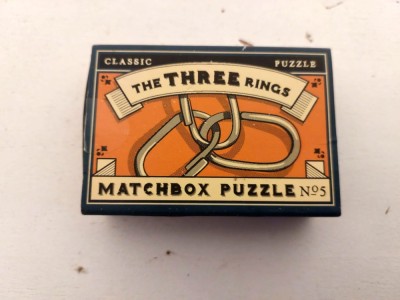 CLASSIC PUZZLE
THE THREE RINGS
MATCHBOX PUZZLE Nº5